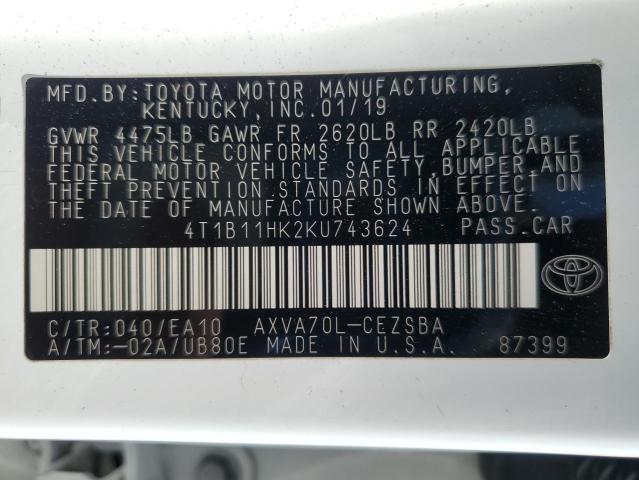 MFD.BY:TOYOTA MOTOR MANUFACTURING,
KENTUCKY,INC.01/19
GVWR 4475LB GAWR FR 2620LB RR 2420LB
THIS VEHICLE CONFORMS TO ALL APPLICABLE
FEDERAL MOTOR VEHICLE SAFETY,BUMPER,AND
THEFT PREVENTION STANDARDS IN EFFECT ON
THE DATE OF MANUFACTURE SHOWN ABOVE.
4T1B11HK2KU743624 PASS.CAR
C/TR:040/EA10 AXVA70L-CEZSBA
A/TM:-02A/UB80E MADE IN U.S.A. 87399